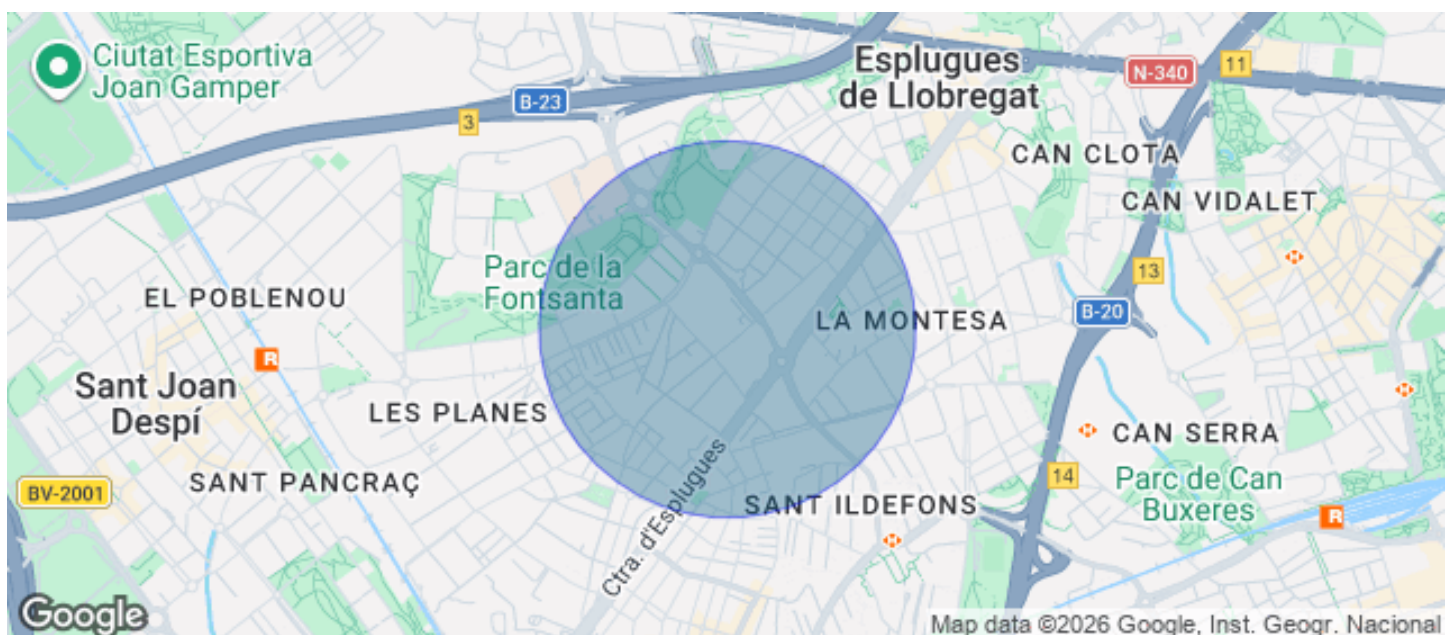 Ciutat Esportiva
Joan Gamper
Esplugues
de Llobregat
N-340
11
B-23
3
CAN CLOTA
CAN VIDALET
Parc de la
Fontsanta
13
EL POBLENOU
LA MONTESA
B-20
R
Sant Joan
Despí
LES PLANES
H
H
H
CAN SERRA
Ctra. d'Esplugues
SANT PANCRAÇ
BV-2001
14
Parc de Can
Buxeres
SANT ILDEFONS
R
H
Google
Map data ©2026 Google, Inst. Geogr. Nacional